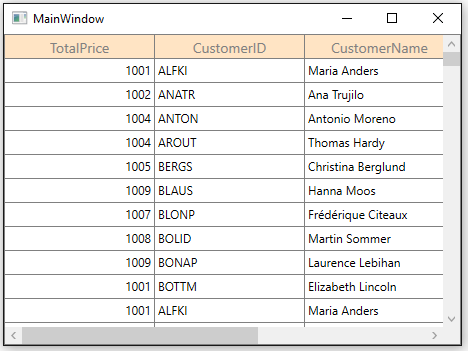 MainWindow
TotalPrice CustomerID CustomerName
1001 ALFKI Maria Anders
1002 ANATR Ana Trujilo
1004 ANTON Antonio Moreno
1004 AROUT Thomas Hardy
1005 BERGS Christina Berglund
1009 BLAUS Hanna Moos
1007 BLONP Frédérique Citeaux
1008 BOLID Martin Sommer
1009 BONAP Laurence Lebihan
1001 BOTTM Elizabeth Lincoln
1001 ALFKI Maria Anders